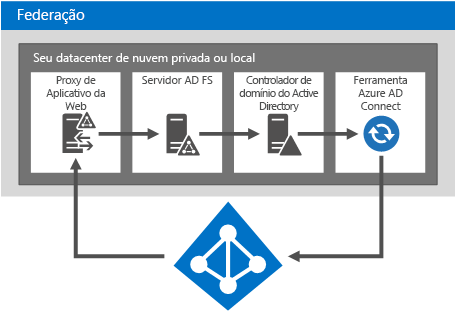 Federação
Seu datacenter de nuvem privada ou local
Proxy de
Aplicativo da
Web
Servidor AD FS
Controlador de
domínio do Active
Directory
Ferramenta
Azure AD
Connect